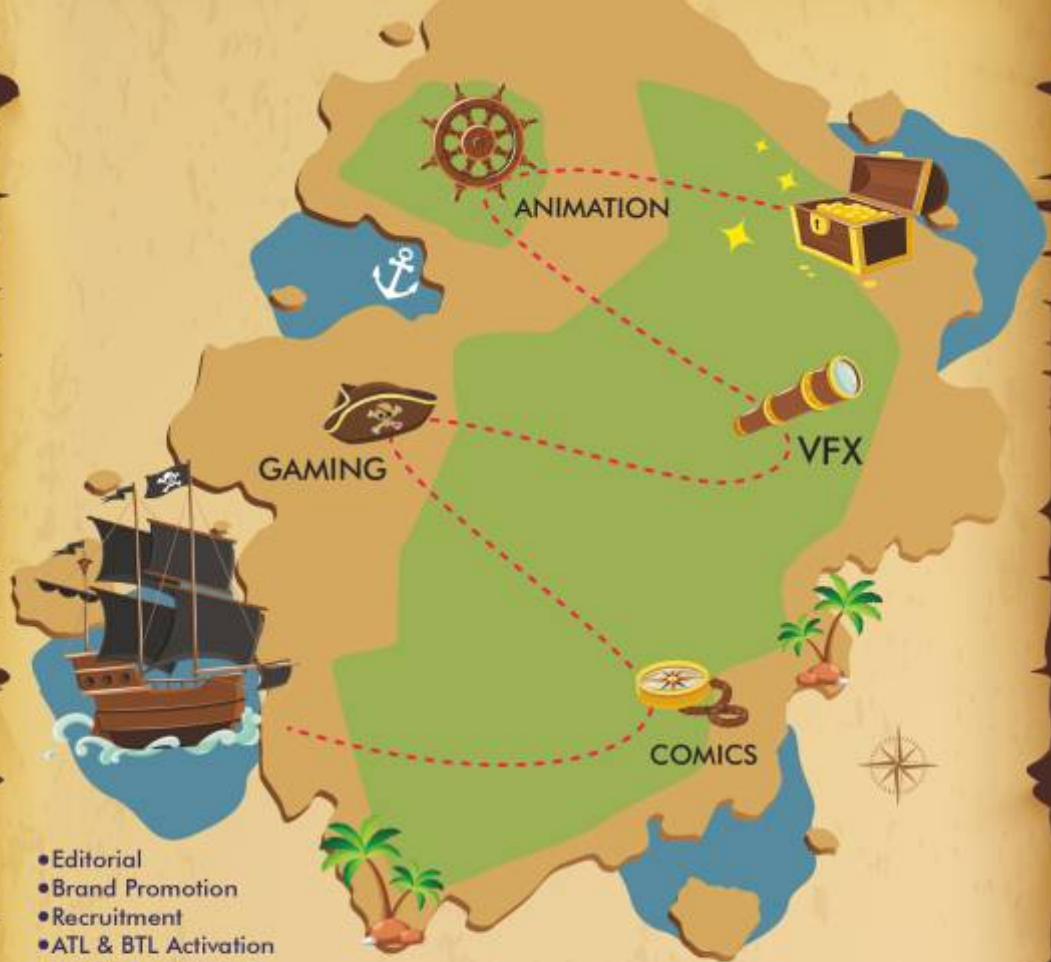 ANIMATION
VFX
GAMING
COMICS
•Editorial
•Brand Promotion
•Recruitment
•ATL & BTL Activation